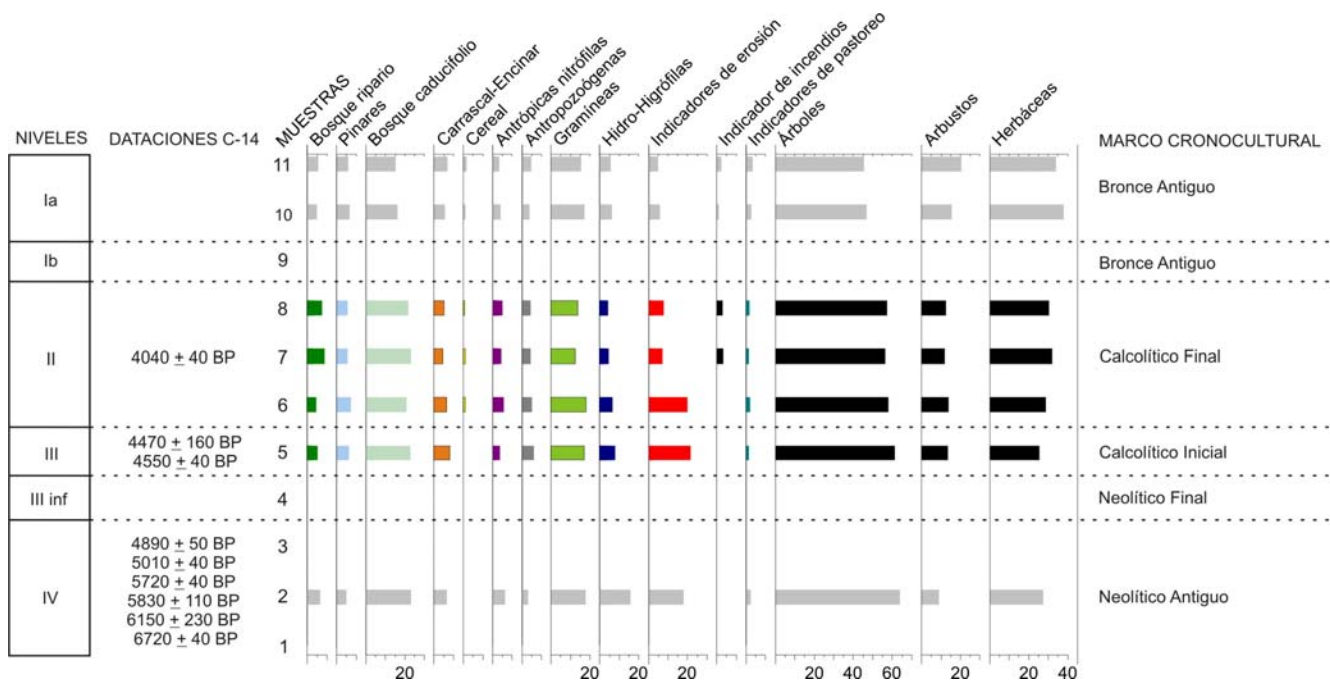 MUESTRAS
Bosque ripario
Pinares
Bosque caducifolio
Carrascal-Encinar
Cereal
Antrópicas nitrófilas
Antropozoógenas
Gramíneas
Hidro-Higrófilas
Indicadores de erosión
Indicador de incendios
Indicadores de pastoreo
Árboles
Arbustos
Herbáceas
NIVELES DATACIONES C-14 MARCO CRONOCULTURAL
11
Ia Bronce Antiguo
10
Ib 9 Bronce Antiguo
8
II 4040 ± 40 BP 7 Calcolítico Final
6
4470 ± 160 BP
III 5 Calcolítico Inicial
4550 ± 40 BP
III inf 4 Neolítico Final
4890 ± 50 BP 3
5010 ± 40 BP
5720 ± 40 BP
IV 2 Neolítico Antiguo
5830 ± 110 BP
6150 ± 230 BP
6720 ± 40 BP 1
20 20 20 20 20 40 60 20 20 40